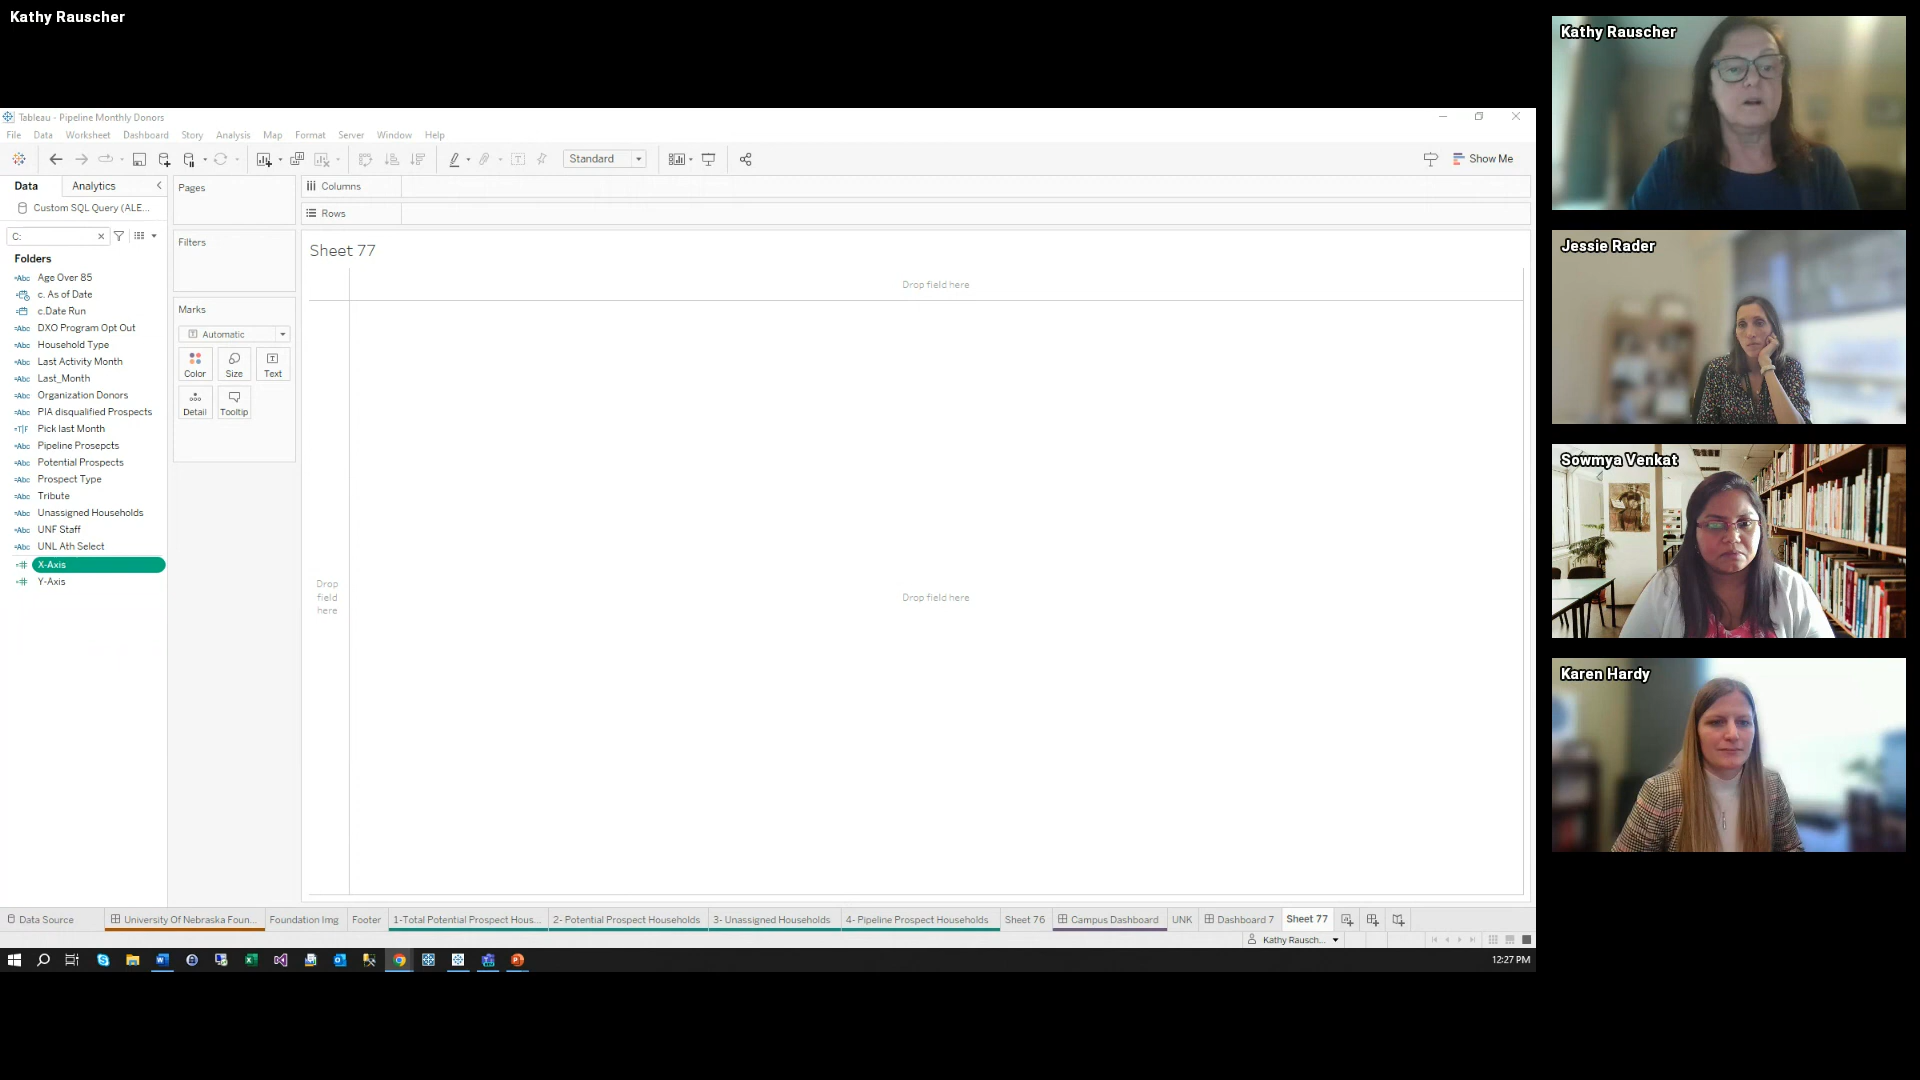 Kathy Rauscher
Kathy Rauscher
Jessie Rader
Sowmya Venkat
Karen Hardy
Tableau - Pipeline Monthly Donors
File Data Worksheet Dashboard Story Analysis Map Format Server Window Help
Standard
Show Me
Data Analytics
Custom SQL Query (ALE...
C:
Folders
Age Over 85
c. As of Date
c.Date Run
DXO Program Opt Out
Household Type
Last Activity Month
Last_Month
Organization Donors
PIA disqualified Prospects
Pick last Month
Pipeline Prosepcts
Potential Prospects
Prospect Type
Tribute
Unassigned Households
UNF Staff
UNL Ath Select
X-Axis
Y-Axis
Pages
Filters
Marks
Automatic
Color Size Text
Detail Tooltip
Columns
Rows
Sheet 77
Drop field here
Drop
field
here
Drop field here
Data Source University Of Nebraska Foun... Foundation Img Footer 1-Total Potential Prospect Hous... 2- Potential Prospect Households 3- Unassigned Households 4- Pipeline Prospect Households Sheet 76 Campus Dashboard UNK Dashboard 7 Sheet 77
Kathy Rausch...
12:27 PM